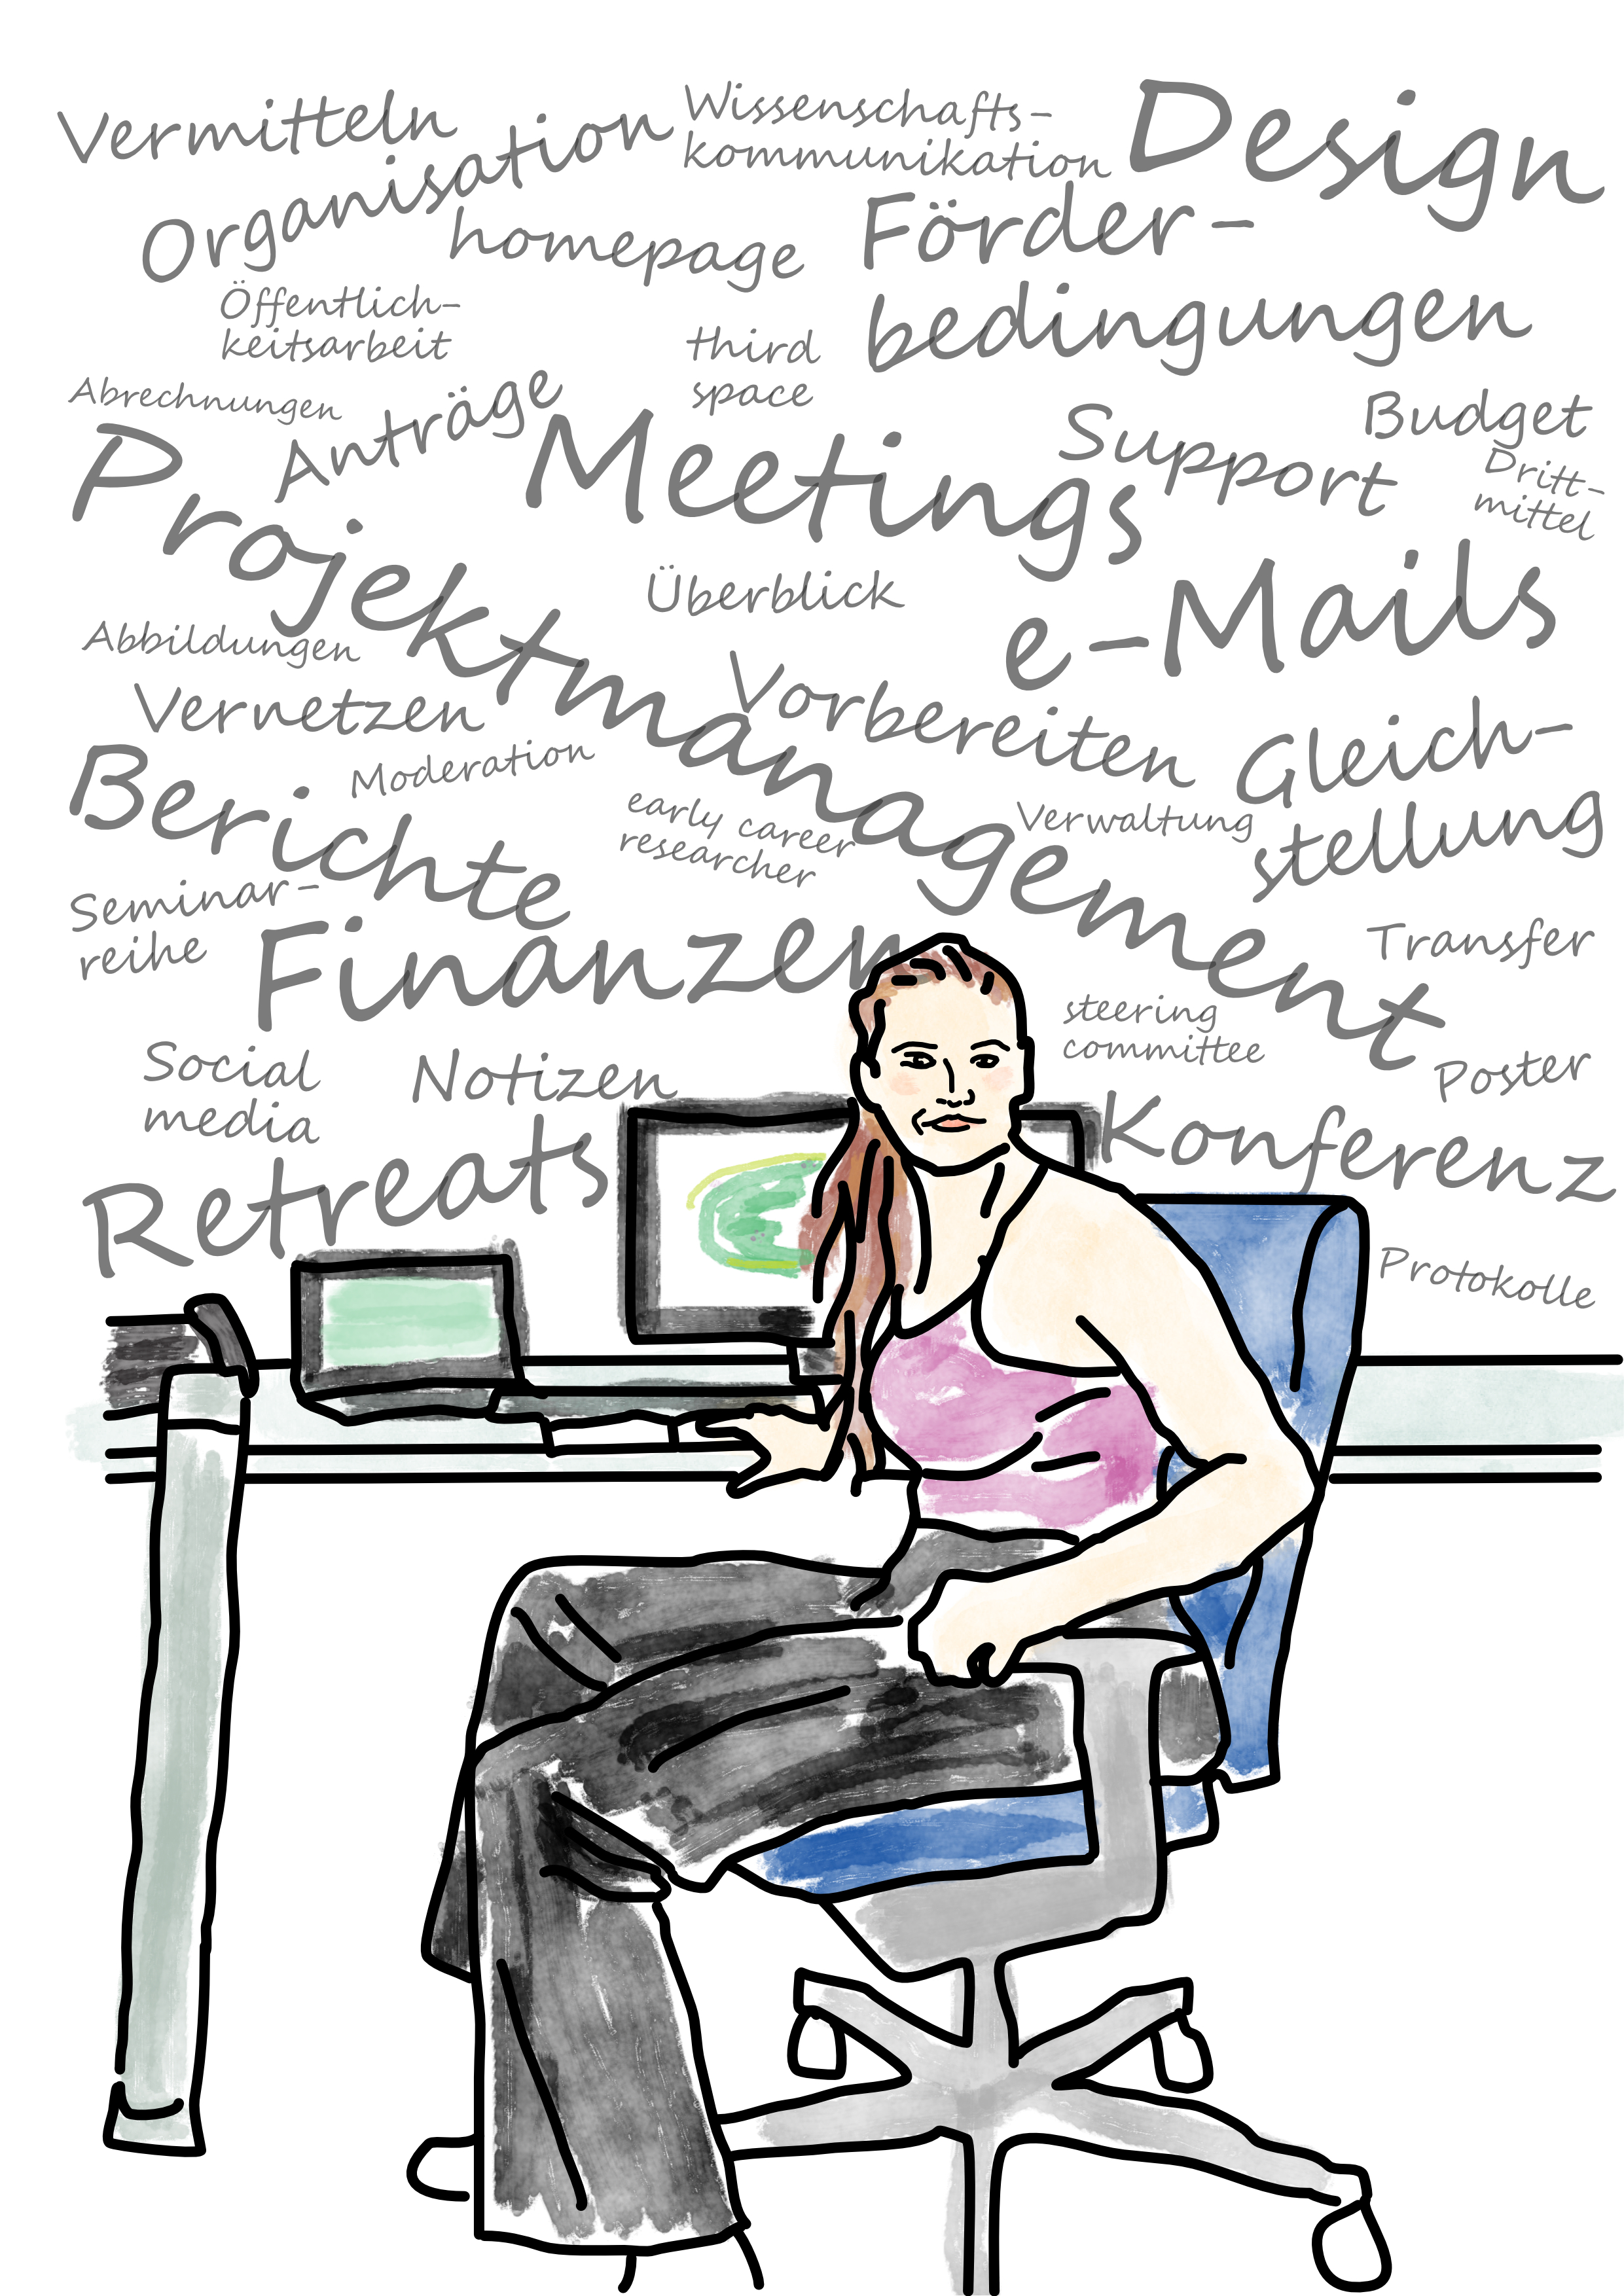 Vermitteln
Organisation
Wissenschafts-
kommunikation
Design
homepage
Förder-
bedingungen
Öffentlich-
keitsarbeit
third
space
Abrechnungen
Anträge
Meetings
Support
Budget
Dritt-
mittel
Projektmanagement
Überblick
e-Mails
Abbildungen
Vernetzen
Vorbereiten
Gleich-
stellung
Moderation
Berichte
early career
researcher
Verwaltung
Seminar-
reihe
Finanzen
Transfer
steering
committee
Social
media
Notizen
Poster
Retreats
Konferenz
Protokolle